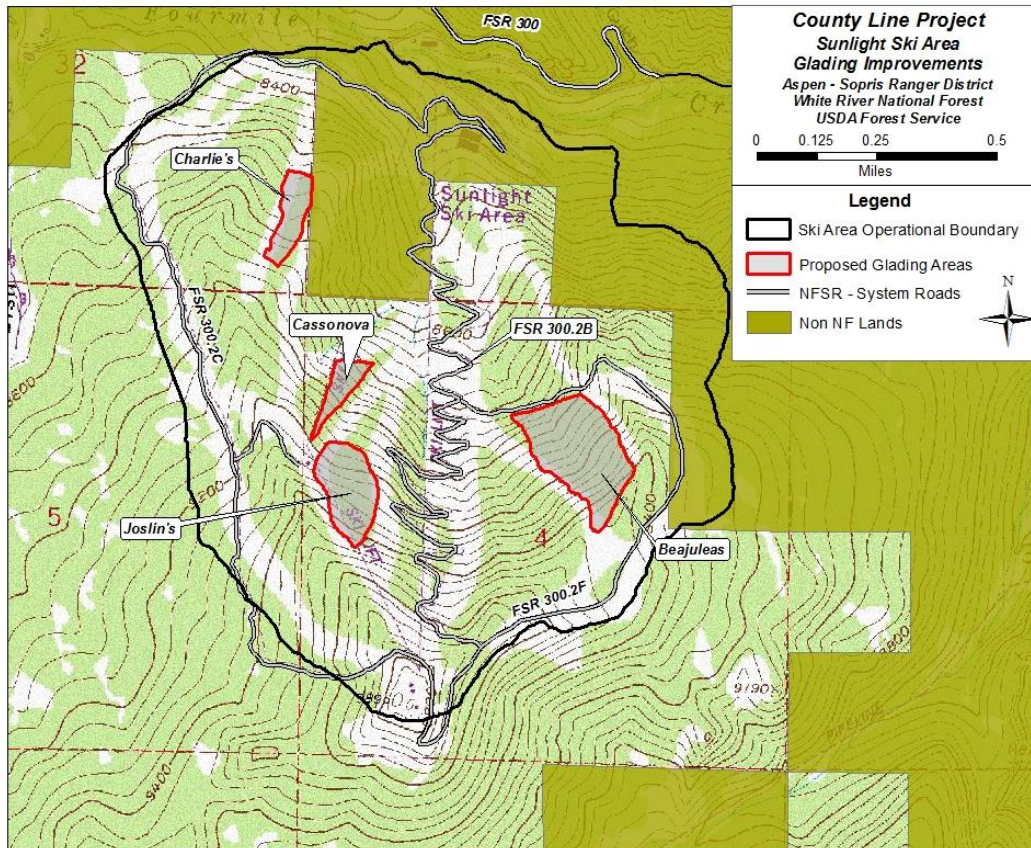 County Line Project
Sunlight Ski Area
Glading Improvements
Aspen - Sopris Ranger District
White River National Forest
USDA Forest Service
0 0.125 0.25 0.5
Miles
Legend
Ski Area Operational Boundary
Proposed Glading Areas
NFSR - System Roads
Non NF Lands
N
Fourmile
FSR 300
32
8400
Charlie's
Sunlight
Ski Area
FSR 300.2C
Cassonova
FSR 300.2B
5
4
Joslin's
Beajuleas
FSR 300.2F
9190x
9400